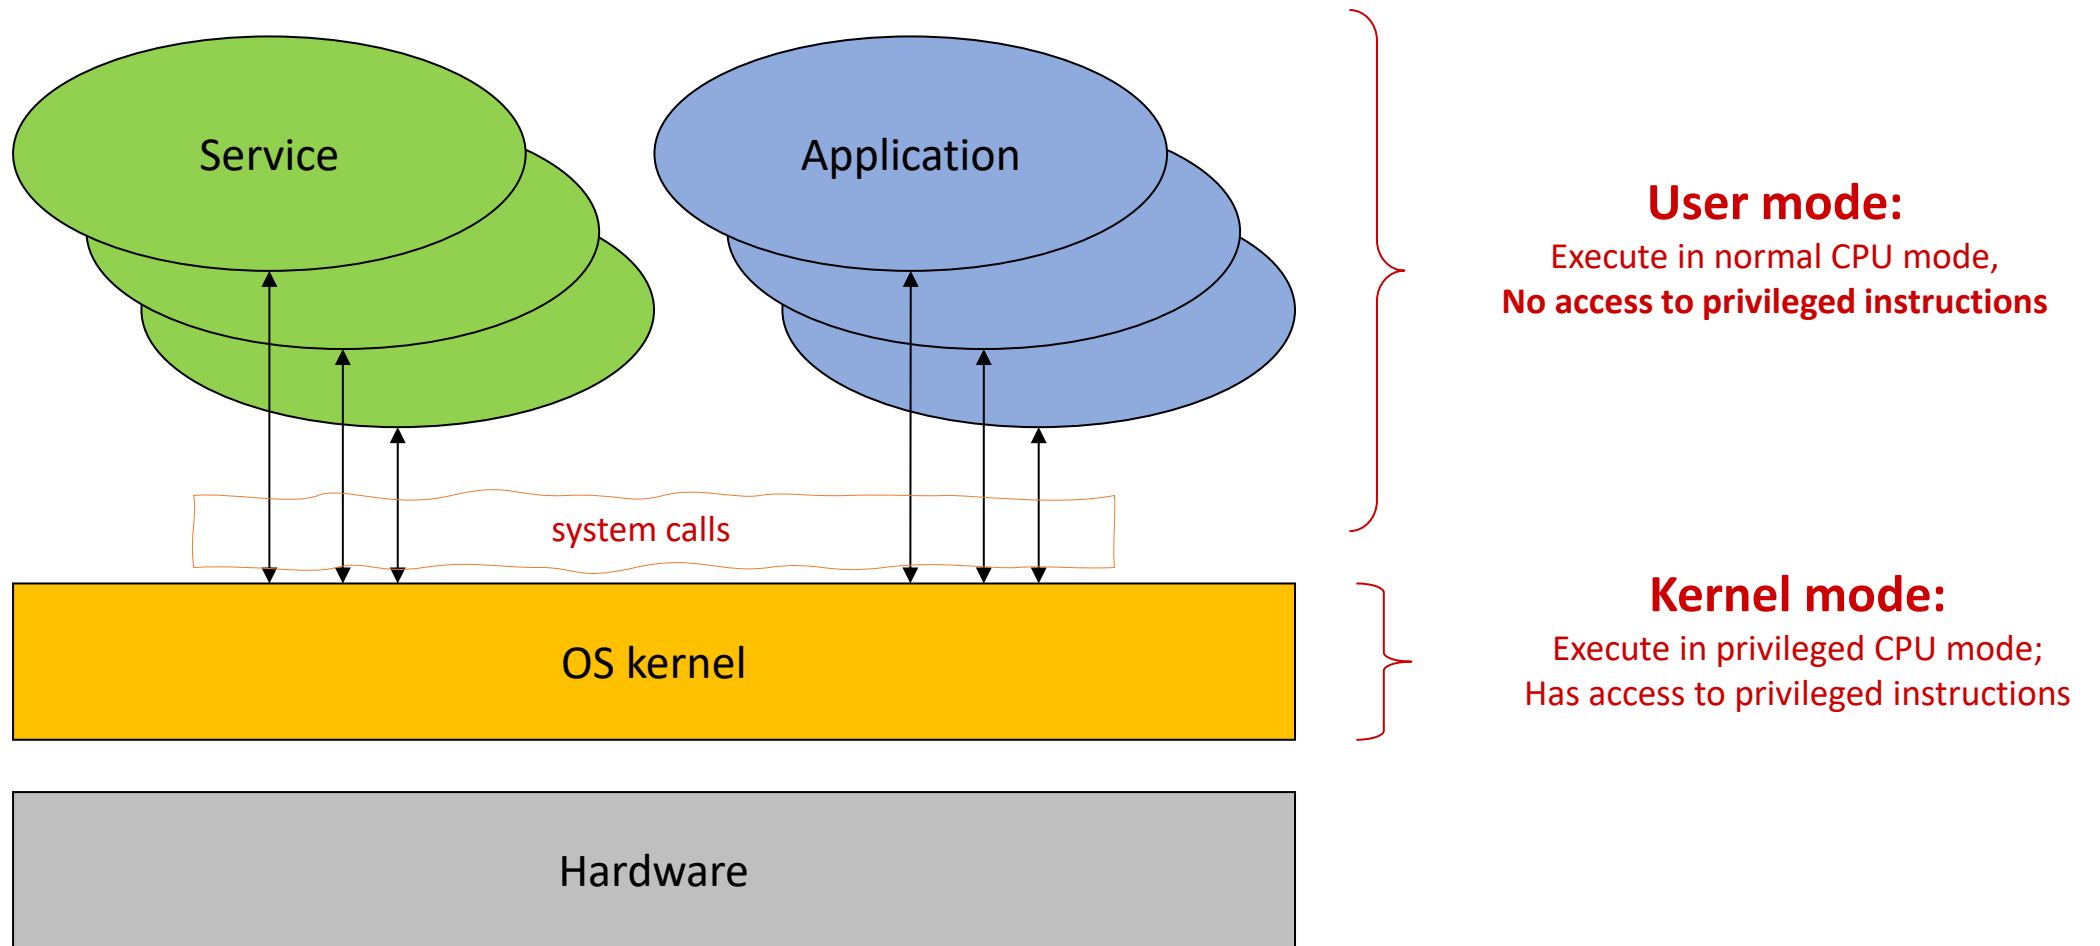 Service
Application
User mode:
Execute in normal CPU mode,
No access to privileged instructions
system calls
Kernel mode:
Execute in privileged CPU mode;
Has access to privileged instructions
OS kernel
Hardware